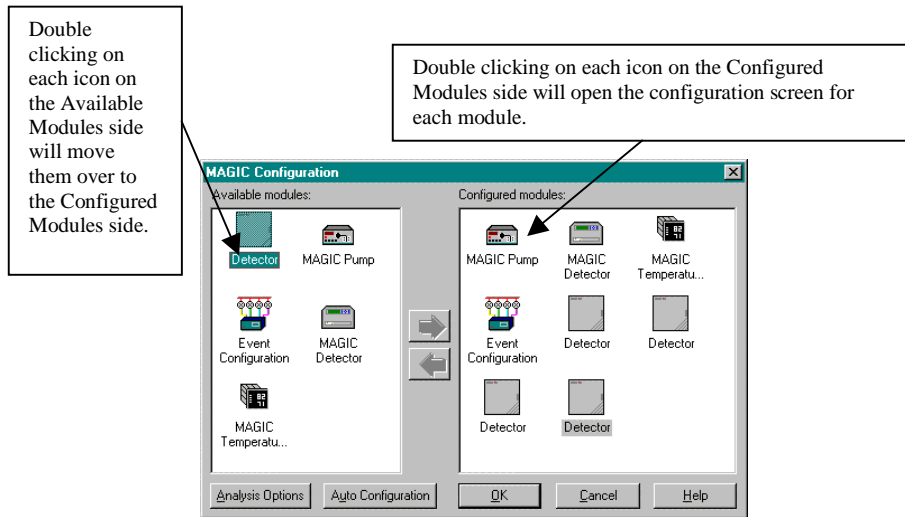 Double
clicking on
each icon on
the Available
Modules side
will move
them over to
the Configured
Modules side.
Double clicking on each icon on the Configured
Modules side will open the configuration screen for
each module.
MAGIC Configuration
Available modules:
Configured modules:
Detector
MAGIC Pump
Event
Configuration
MAGIC
Detector
MAGIC
Temperatu...
MAGIC Pump
MAGIC
Detector
MAGIC
Temperatu...
Event
Configuration
Detector
Detector
Detector
Detector
Analysis Options
Auto Configuration
OK
Cancel
Help